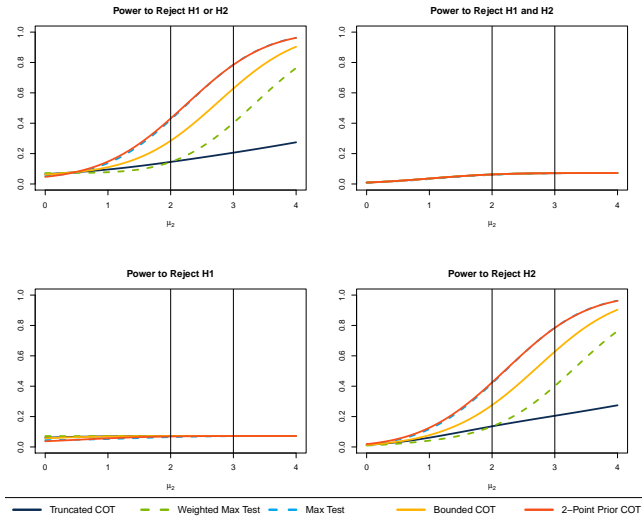 Power to Reject H1 or H2
0.0 0.2 0.4 0.6 0.8 1.0
0 1 2 3 4
μ2
Power to Reject H1 and H2
0.0 0.2 0.4 0.6 0.8 1.0
0 1 2 3 4
μ2
Power to Reject H1
0.0 0.2 0.4 0.6 0.8 1.0
0 1 2 3 4
μ2
Power to Reject H2
0.0 0.2 0.4 0.6 0.8 1.0
0 1 2 3 4
μ2
Truncated COT Weighted Max Test Max Test Bounded COT 2−Point Prior COT